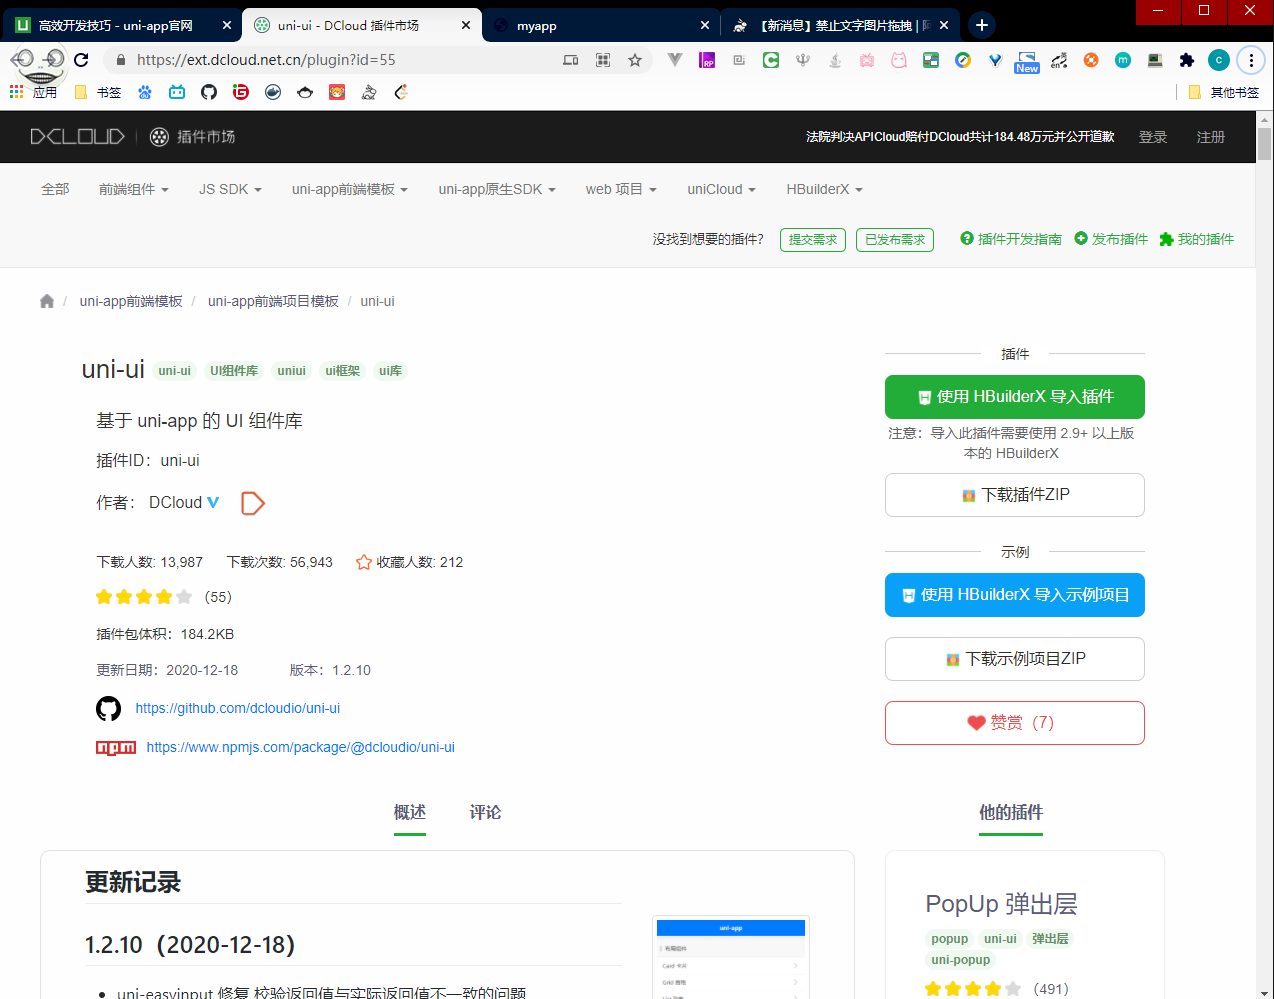 高效开发技巧 - uni-app官网
uni-ui - DCloud 插件市场
myapp
【新消息】禁止文字图片拖拽 |
https://ext.dcloud.net.cn/plugin?id=55
New
应用
书签
其他书签
DCLOUD
插件市场
法院判决APICloud赔付DCloud共计184.48万元并公开道歉
登录
注册
全部
前端组件
JS SDK
uni-app前端模板
uni-app原生SDK
web 项目
uniCloud
HBuilderX
没找到想要的插件?
提交需求
已发布需求
插件开发指南
发布插件
我的插件
/ uni-app前端模板 / uni-app前端项目模板 / uni-ui
uni-ui
uni-ui
UI组件库
uniui
ui框架
ui库
基于 uni-app 的 UI 组件库
插件ID：uni-ui
作者： DCloud
下载人数: 13,987
下载次数: 56,943
收藏人数: 212
(55)
插件包体积：184.2KB
更新日期：2020-12-18
版本：1.2.10
https://github.com/dcloudio/uni-ui
npm
https://www.npmjs.com/package/@dcloudio/uni-ui
插件
使用 HBuilderX 导入插件
注意：导入此插件需要使用 2.9+ 以上版
本的 HBuilderX
下载插件ZIP
示例
使用 HBuilderX 导入示例项目
下载示例项目ZIP
赞赏（7）
概述
评论
他的插件
更新记录
1.2.10（2020-12-18）
uni-easyinput 修复 校验返回值与实际返回值不一致的问题
uni-app
布局组件
Card 卡片
Grid 宫格
PopUp 弹出层
popup
uni-ui
弹出层
uni-popup
(491)